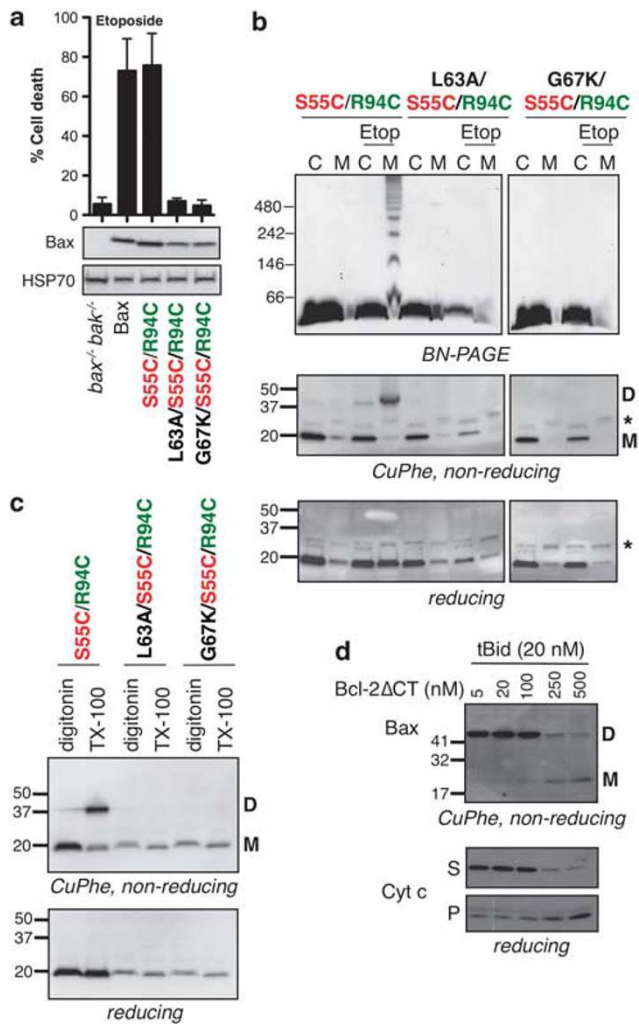 a
Etoposide
% Cell death
100
80
60
40
20
0
Bax
HSP70
bax-/- bak-/-
Bax
S55C/R94C
L63A/S55C/R94C
G67K/S55C/R94C
b
S55C/R94C
L63A/
S55C/R94C
G67K/
S55C/R94C
Etop Etop Etop
C M C M C M C M C M C M
480
242
146
66
BN-PAGE
50
37
20
D
*
M
CuPhe, non-reducing
50
37
20
*
reducing
c
S55C/R94C
L63A/S55C/R94C
G67K/S55C/R94C
digitonin
TX-100
digitonin
TX-100
digitonin
TX-100
50
37
20
D
M
CuPhe, non-reducing
50
37
20
reducing
d
tBid (20 nM)
Bcl-2ΔCT (nM) 5 20 100 250 500
Bax
41
32
17
D
M
CuPhe, non-reducing
Cyt c
S
P
reducing